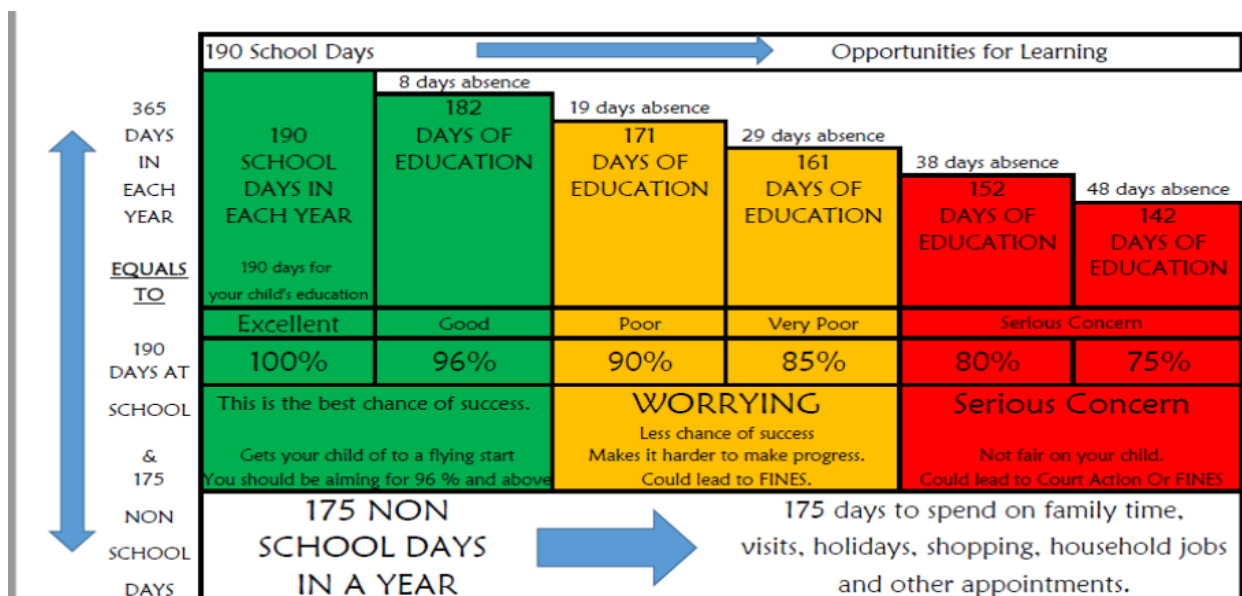 190 School Days
Opportunities for Learning
365
DAYS
IN
EACH
YEAR
EQUALS
TO
190
DAYS AT
SCHOOL
&
175
NON
SCHOOL
DAYS
190
SCHOOL
DAYS IN
EACH YEAR
190 days for
your child's education
8 days absence
182
DAYS OF
EDUCATION
19 days absence
171
DAYS OF
EDUCATION
29 days absence
161
DAYS OF
EDUCATION
38 days absence
152
DAYS OF
EDUCATION
48 days absence
142
DAYS OF
EDUCATION
Excellent
Good
Poor
Very Poor
Serious Concern
100%
96%
90%
85%
80%
75%
This is the best chance of success.
Gets your child of to a flying start
You should be aiming for 96 % and above
WORRYING
Less chance of success
Makes it harder to make progress.
Could lead to FINES.
Serious Concern
Not fair on your child.
Could lead to Court Action Or FINES
175 NON
SCHOOL DAYS
IN A YEAR
175 days to spend on family time,
visits, holidays, shopping, household jobs
and other appointments.